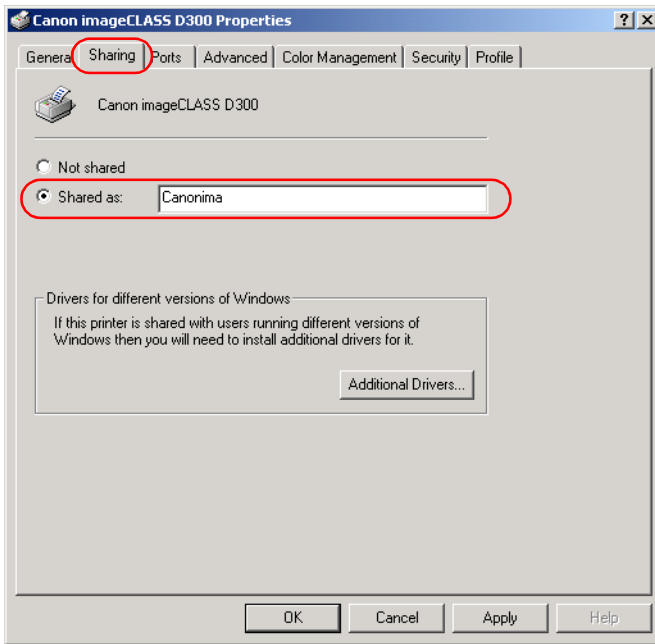 Canon imageCLASS D300 Properties
General Sharing Ports Advanced Color Management Security Profile
Canon imageCLASS D300
Not shared
Shared as: Canonima
Drivers for different versions of Windows
If this printer is shared with users running different versions of
Windows then you will need to install additional drivers for it.
Additional Drivers...
OK Cancel Apply Help